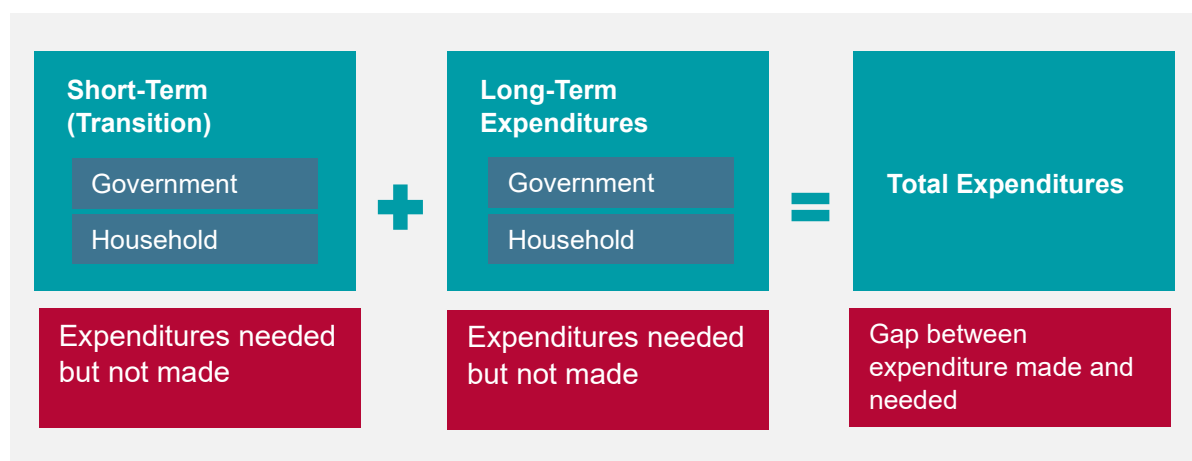 Short-Term
(Transition)
Government
Household
Expenditures needed
but not made
Long-Term
Expenditures
Government
Household
Expenditures needed
but not made
Total Expenditures
Gap between
expenditure made and
needed